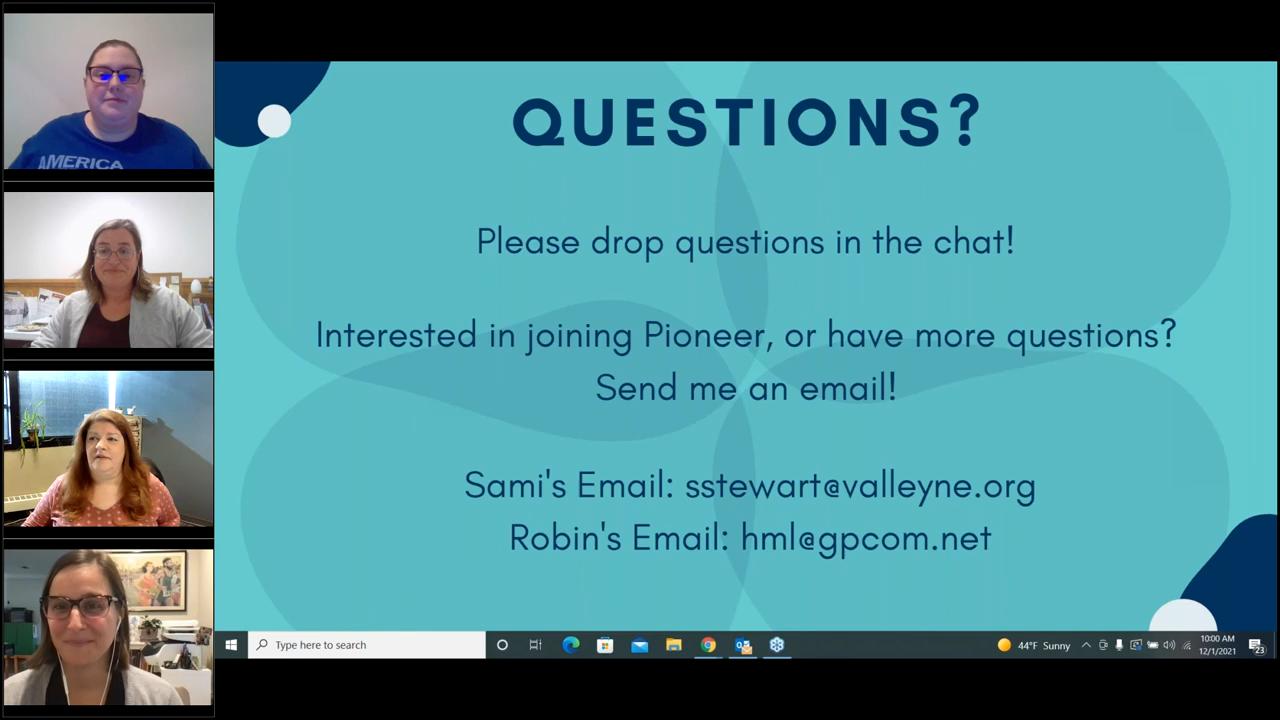 AMERICA
QUESTIONS?
Please drop questions in the chat!
Interested in joining Pioneer, or have more questions?
Send me an email!
Sami's Email: sstewart@valleyne.org
Robin's Email: hml@gpcom.net
Type here to search
44°F Sunny
10:00 AM
12/1/2021
23